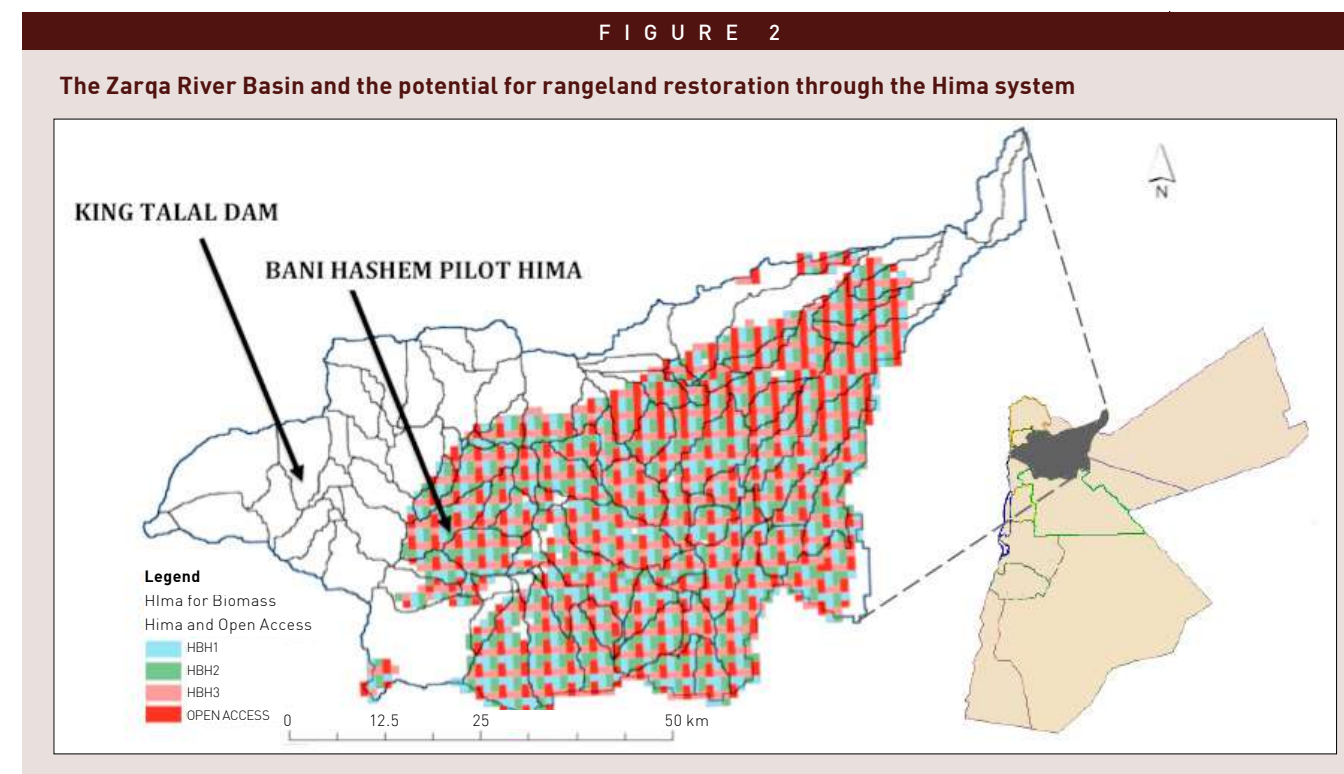 FIGURE 2
The Zarqa River Basin and the potential for rangeland restoration through the Hima system
N
KING TALAL DAM
BANI HASHEM PILOT HIMA
Legend
HIma for Biomass
Hima and Open Access
HBH1
HBH2
HBH3
OPEN ACCESS
0 12.5 25 50 km